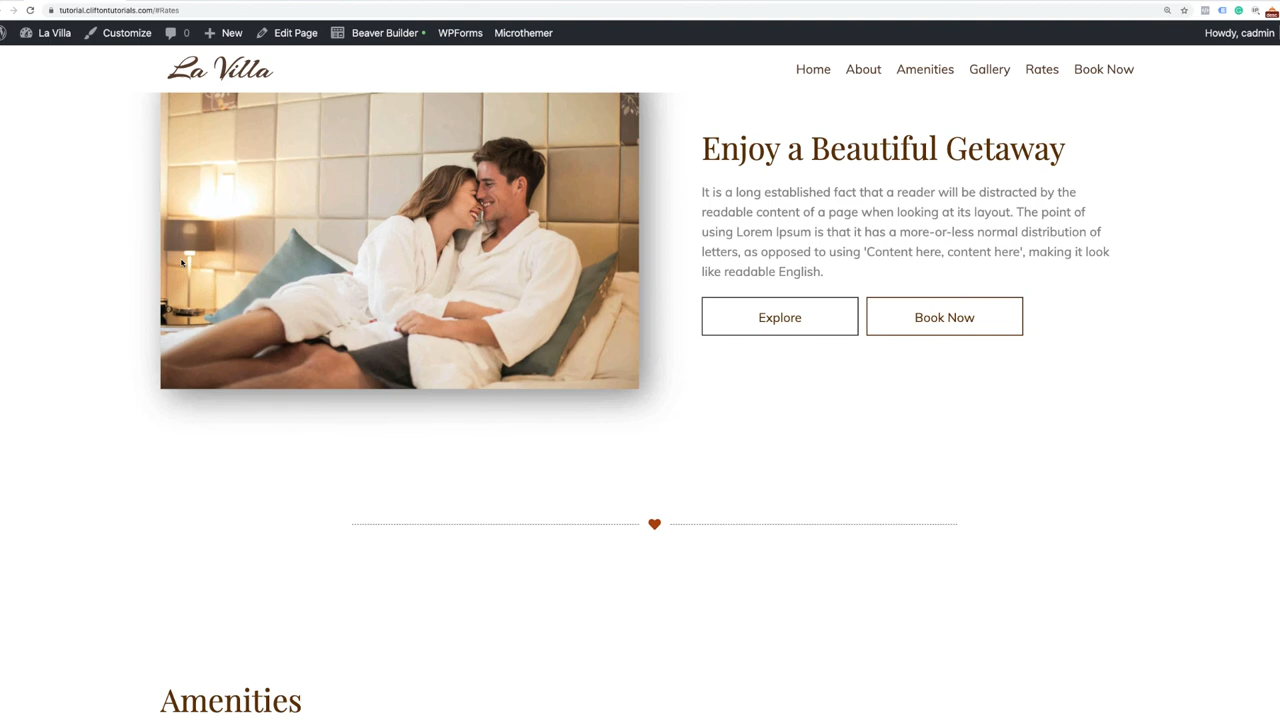 tutorial.cliftontutorials.com/#Rates
La Villa Customize 0 New Edit Page Beaver Builder WPForms Microthemer Howdy, cadmin
La Villa Home About Amenities Gallery Rates Book Now
Enjoy a Beautiful Getaway
It is a long established fact that a reader will be distracted by the
readable content of a page when looking at its layout. The point of
using Lorem Ipsum is that it has a more-or-less normal distribution of
letters, as opposed to using 'Content here, content here', making it look
like readable English.
Explore Book Now
Amenities